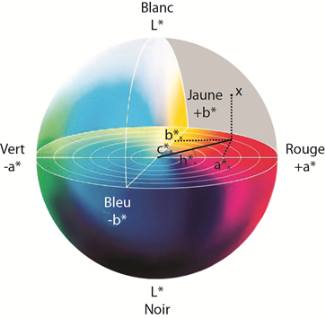 Blanc
L*
Jaune
+b*
x
b*
Vert
-a*
c*
h*
a*
Rouge
+a*
Bleu
-b*
L*
Noir